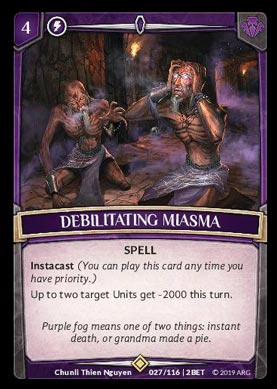 4
DEBILITATING MIASMA
SPELL
Instacast (You can play this card any time you
have priority.)
Up to two target Units get -2000 this turn.
Purple fog means one of two things: instant
death, or grandma made a pie.
Chunli Thien Nguyen 027/116 | 2BET © 2019 ARG